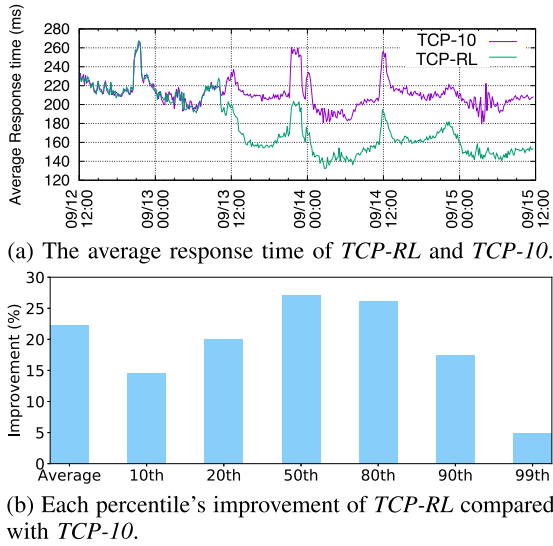 Average Response time (ms)
280
260
240
220
200
180
160
140
120
TCP-10
TCP-RL
09/12 12:00
09/13 00:00
09/13 12:00
09/14 00:00
09/14 12:00
09/15 00:00
09/15 12:00
(a) The average response time of TCP-RL and TCP-10.
Improvement (%)
30
25
20
15
10
5
0
Average 10th 20th 50th 80th 90th 99th
(b) Each percentile's improvement of TCP-RL compared
with TCP-10.